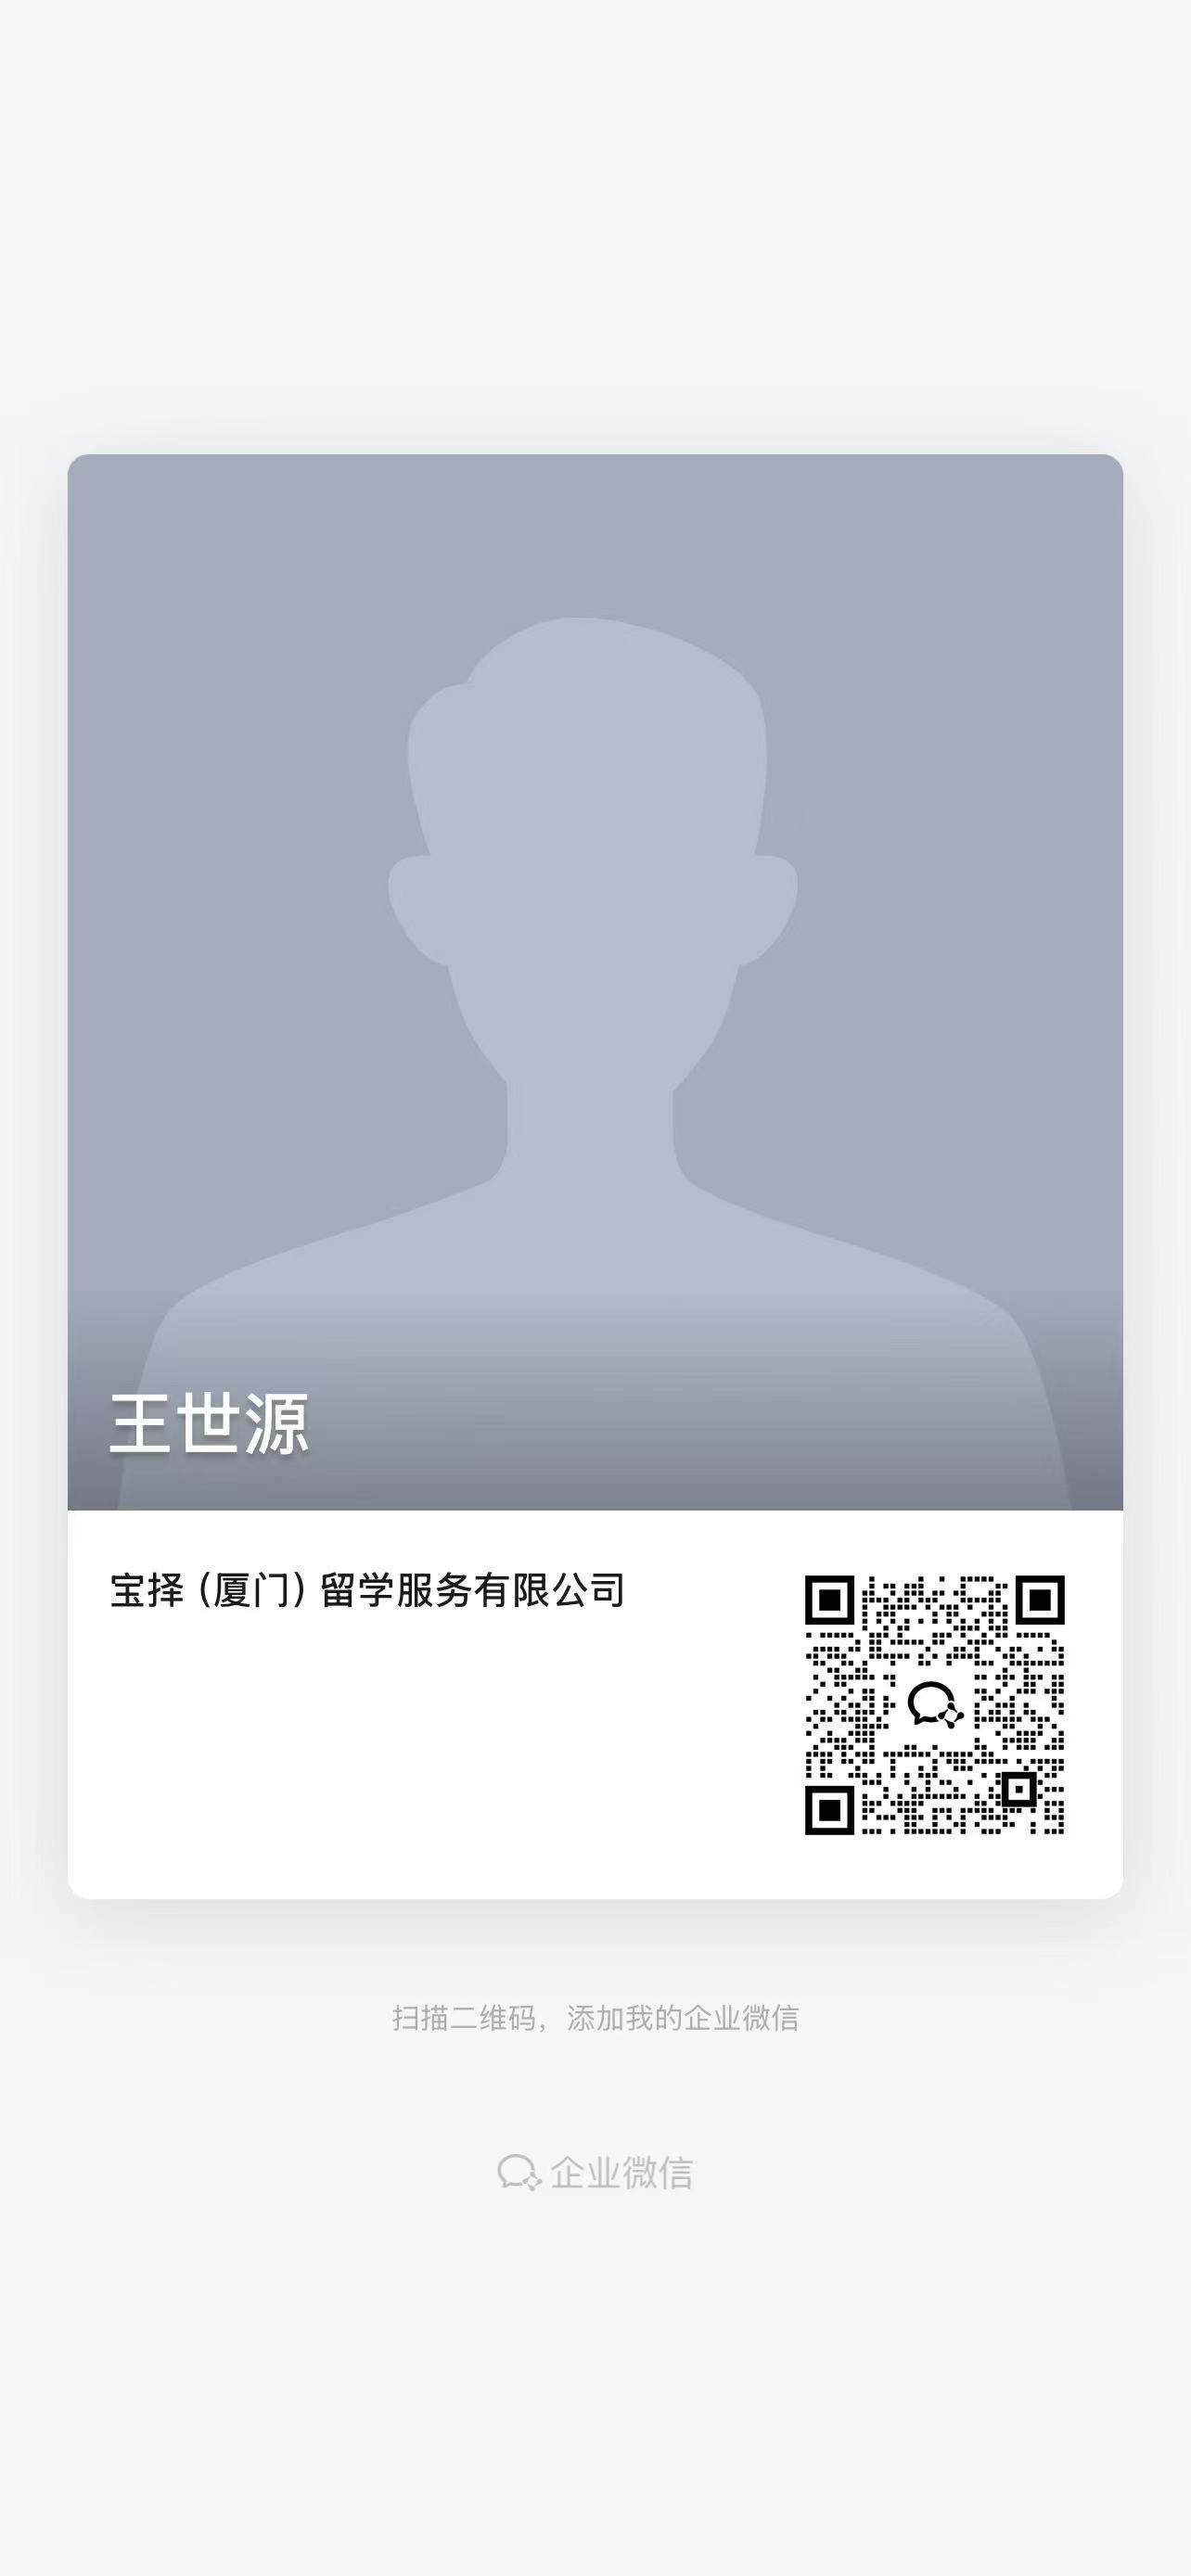 王世源
宝择（厦门）留学服务有限公司
扫描二维码，添加我的企业微信
企业微信